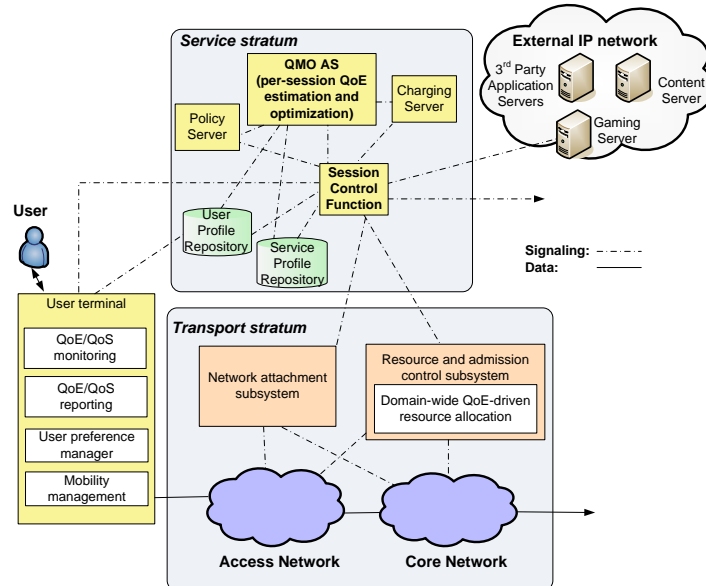 Service stratum
QMO AS
(per-session QoE
estimation and
optimization)
Policy
Server
Charging
Server
External IP network
3rd Party
Application
Servers
Content
Server
Gaming
Server
Session
Control
Function
User
Profile
Repository
Service
Profile
Repository
User
Signaling:
Data:
User terminal
QoE/QoS
monitoring
QoE/QoS
reporting
User preference
manager
Mobility
management
Transport stratum
Network attachment
subsystem
Resource and admission
control subsystem
Domain-wide QoE-driven
resource allocation
Access Network
Core Network